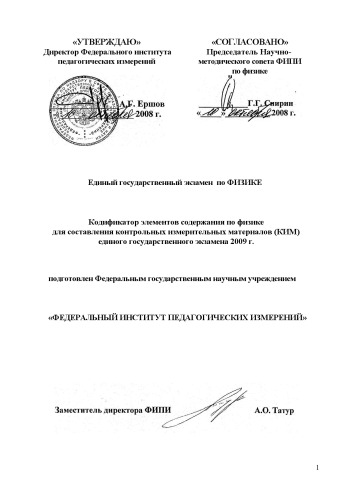 «УТВЕРЖДАЮ»
Директор Федерального института
педагогических измерений
А.Г. Ершов
2008 г.
«СОГЛАСОВАНО»
Председатель Научно-
методического совета ФИПИ
по физике
Г.Г. Спирин
« 10 » октября 2008 г.
Единый государственный экзамен по ФИЗИКЕ
Кодификатор элементов содержания по физике
для составления контрольных измерительных материалов (КИМ)
единого государственного экзамена 2009 г.
подготовлен Федеральным государственным научным учреждением
«ФЕДЕРАЛЬНЫЙ ИНСТИТУТ ПЕДАГОГИЧЕСКИХ ИЗМЕРЕНИЙ»
Заместитель директора ФИПИ
А.О. Татур
1